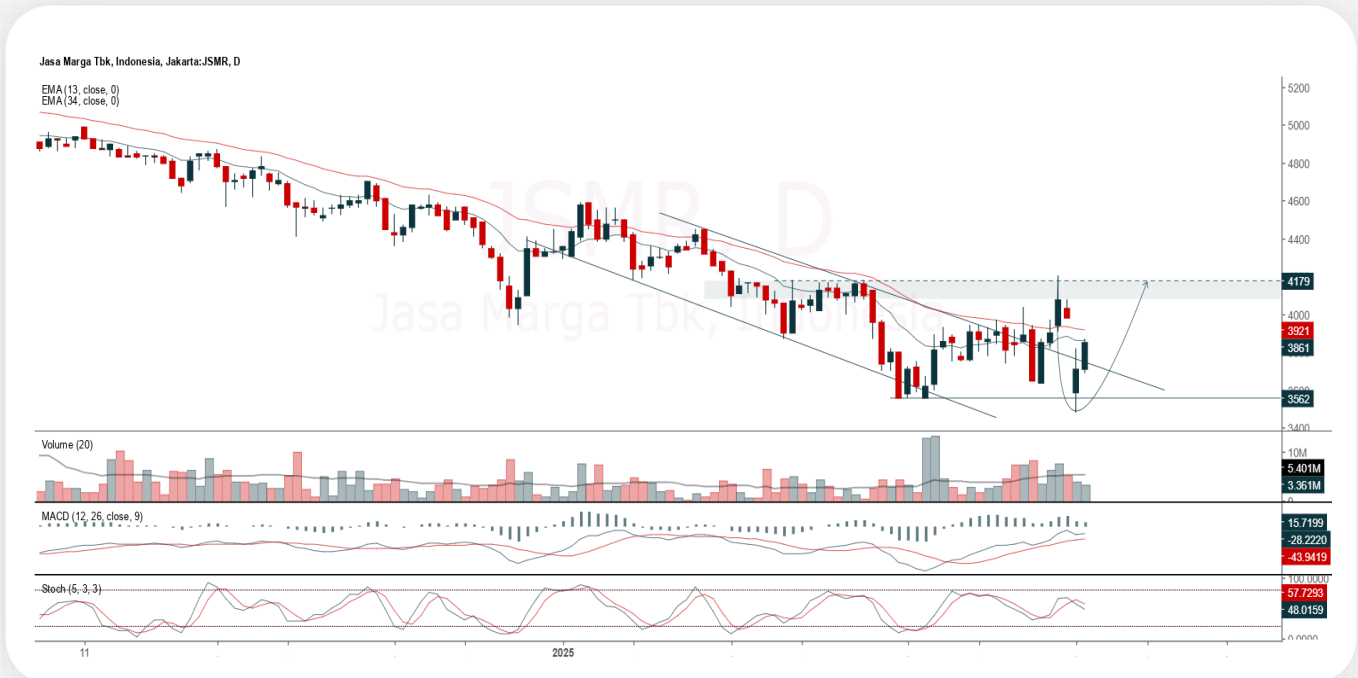 Jasa Marga Tbk, Indonesia, Jakarta:JSMR, D
EMA (13, close, 0)
EMA (34, close, 0)
JSMR, D
Jasa Marga Tbk, Indonesia
5200
5000
4800
4600
4400
4179
4000
3921
3861
3562
3400
Volume (20)
10M
5.401M
3.361M
0
MACD (12, 26, close, 9)
15.7199
-28.2220
-43.9419
Stoch (5, 3, 3)
100.0000
57.7293
48.0159
0.0000
11
2025